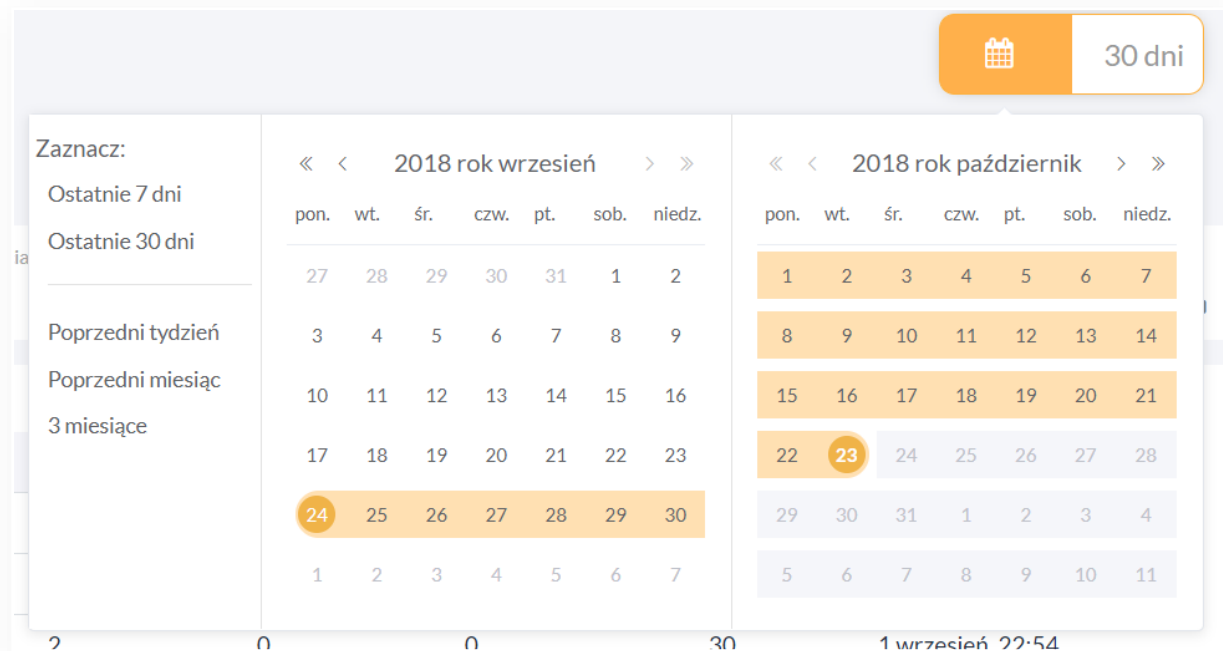 30 dni
Zaznacz:
Ostatnie 7 dni
Ostatnie 30 dni
Poprzedni tydzień
Poprzedni miesiąc
3 miesiące
« ‹ 2018 rok wrzesień › »
pon. wt. śr. czw. pt. sob. niedz.
27 28 29 30 31 1 2
3 4 5 6 7 8 9
10 11 12 13 14 15 16
17 18 19 20 21 22 23
24 25 26 27 28 29 30
1 2 3 4 5 6 7
« ‹ 2018 rok październik › »
pon. wt. śr. czw. pt. sob. niedz.
1 2 3 4 5 6 7
8 9 10 11 12 13 14
15 16 17 18 19 20 21
22 23 24 25 26 27 28
29 30 31 1 2 3 4
5 6 7 8 9 10 11
2 0 0 30 1 wrzesień, 22:54